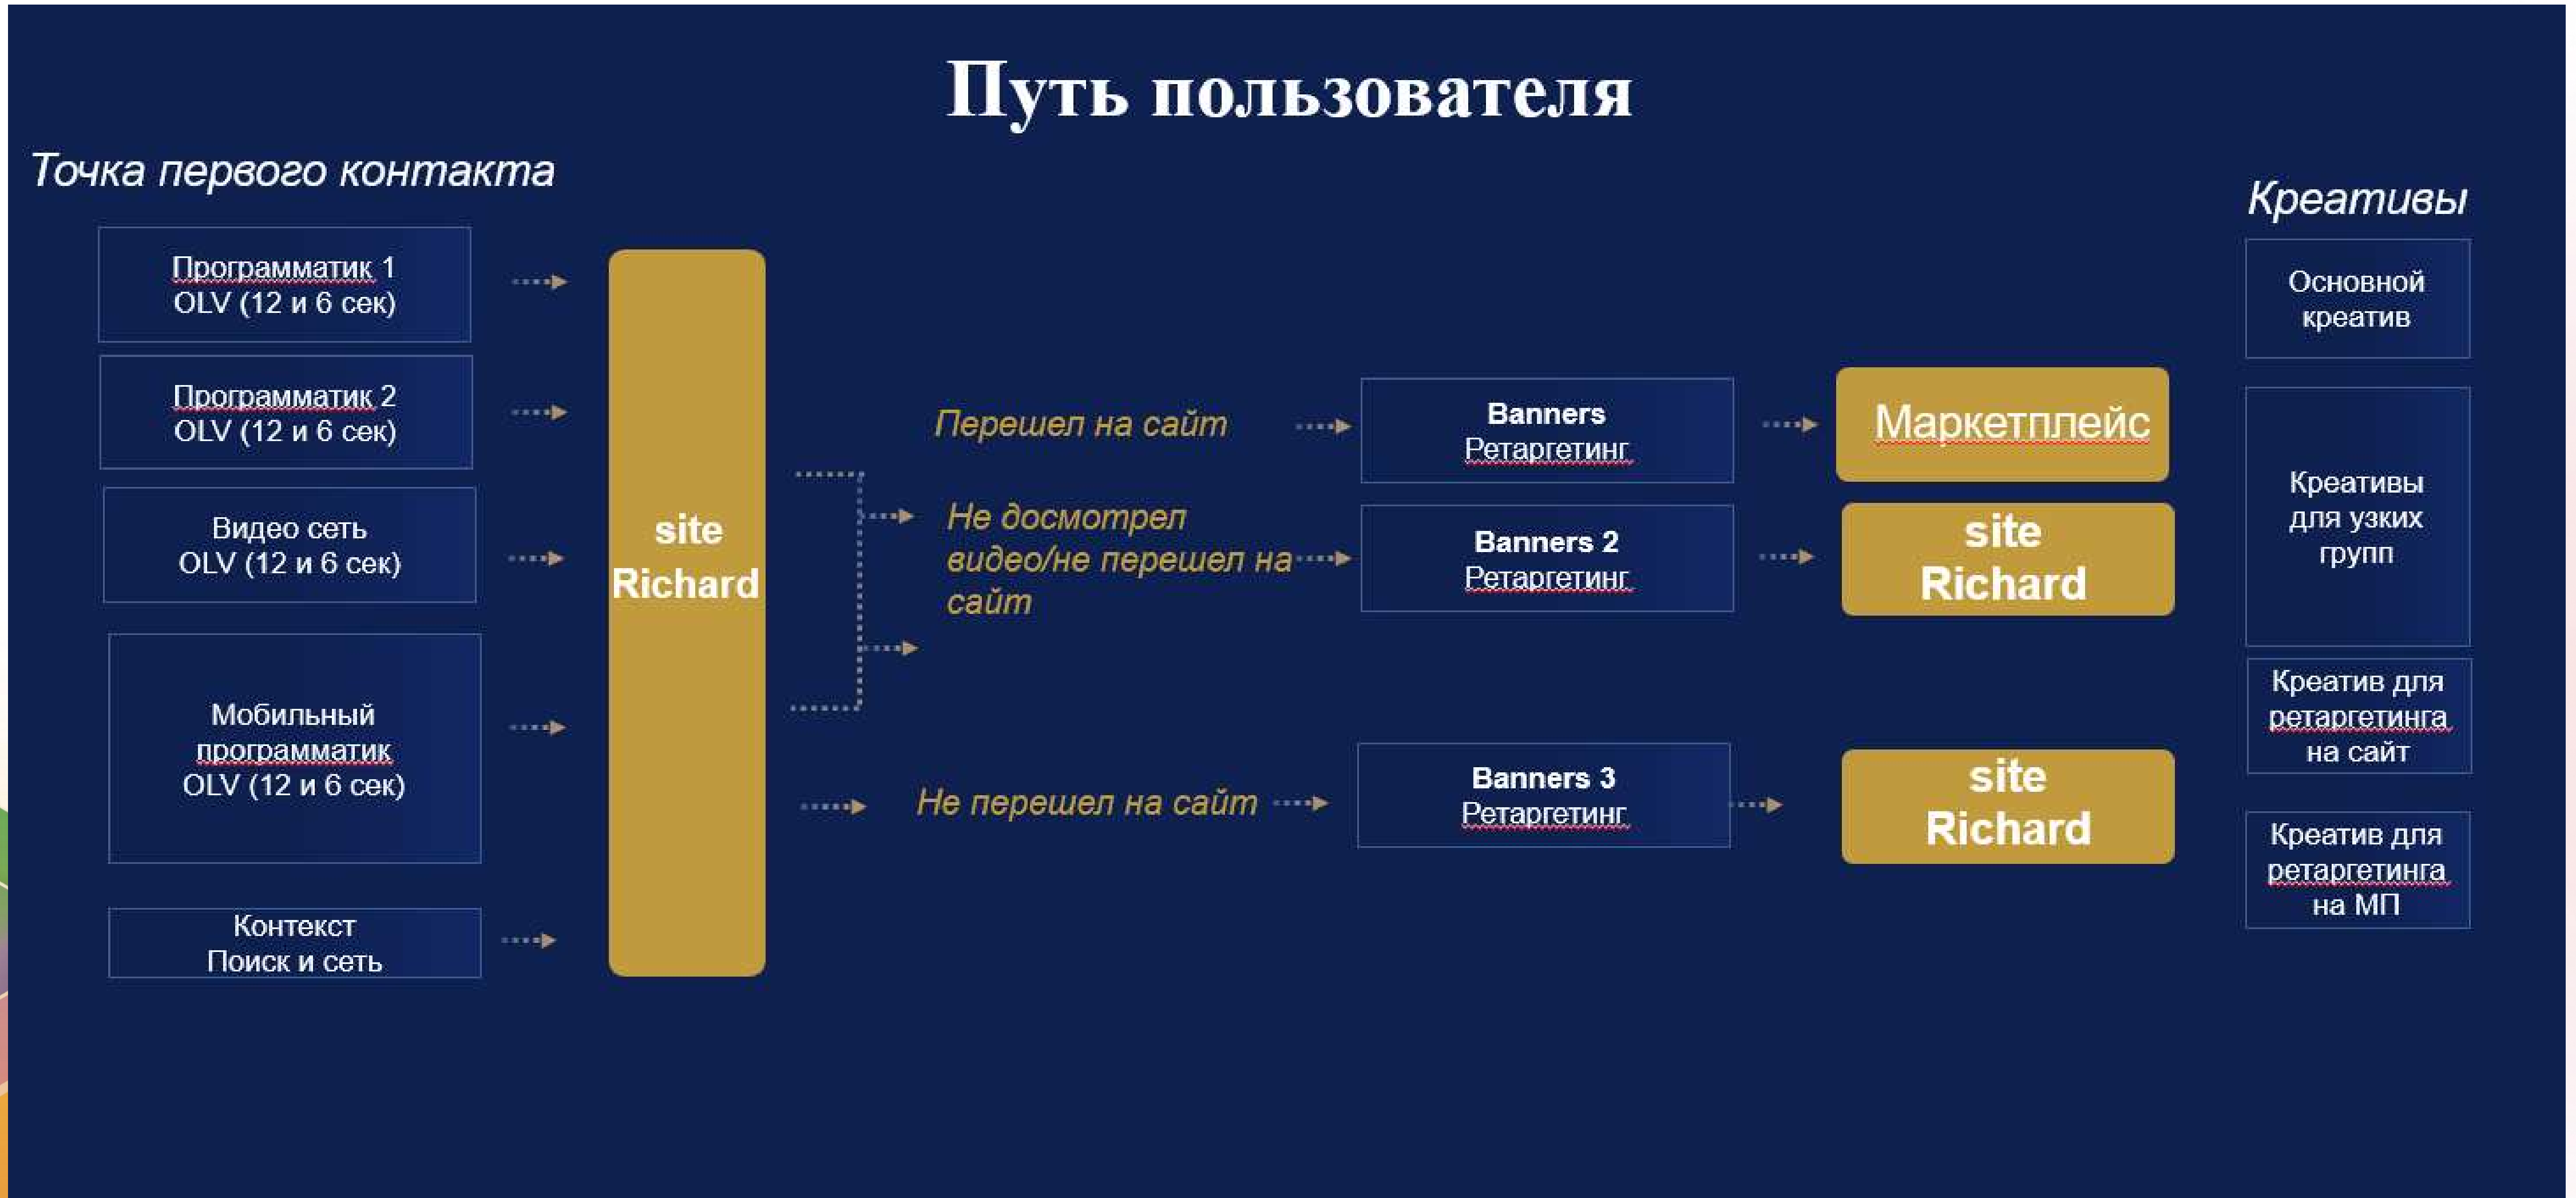 Путь пользователя
Точка первого контакта
Программатик 1
OLV (12 и 6 сек)
Программатик 2
OLV (12 и 6 сек)
Видео сеть
OLV (12 и 6 сек)
Мобильный
программатик
OLV (12 и 6 сек)
Контекст
Поиск и сеть
site
Richard
Перешел на сайт
Не досмотрел
видео/не перешел на
сайт
Не перешел на сайт
Banners
Ретаргетинг
Banners 2
Ретаргетинг
Banners 3
Ретаргетинг
Маркетплейс
site
Richard
site
Richard
Креативы
Основной
креатив
Креативы
для узких
групп
Креатив для
ретаргетинга
на сайт
Креатив для
ретаргетинга
на МП